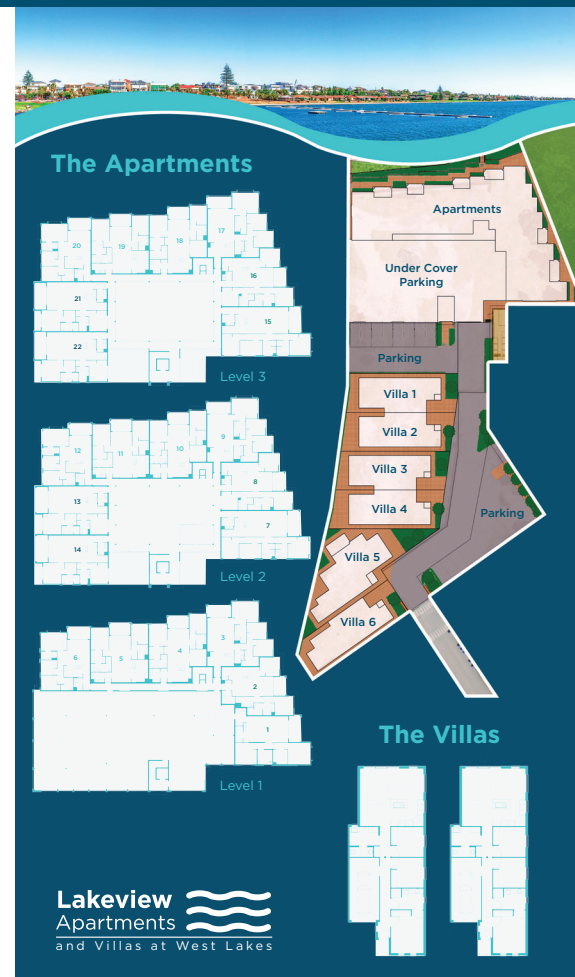 The Apartments
20
19
18
17
16
15
21
22
Level 3
12
11
10
9
8
7
13
14
Level 2
6
5
4
3
2
1
Level 1
Apartments
Under Cover
Parking
Parking
Villa 1
Villa 2
Villa 3
Villa 4
Parking
Villa 5
Villa 6
The Villas
Lakeview
Apartments
and Villas at West Lakes